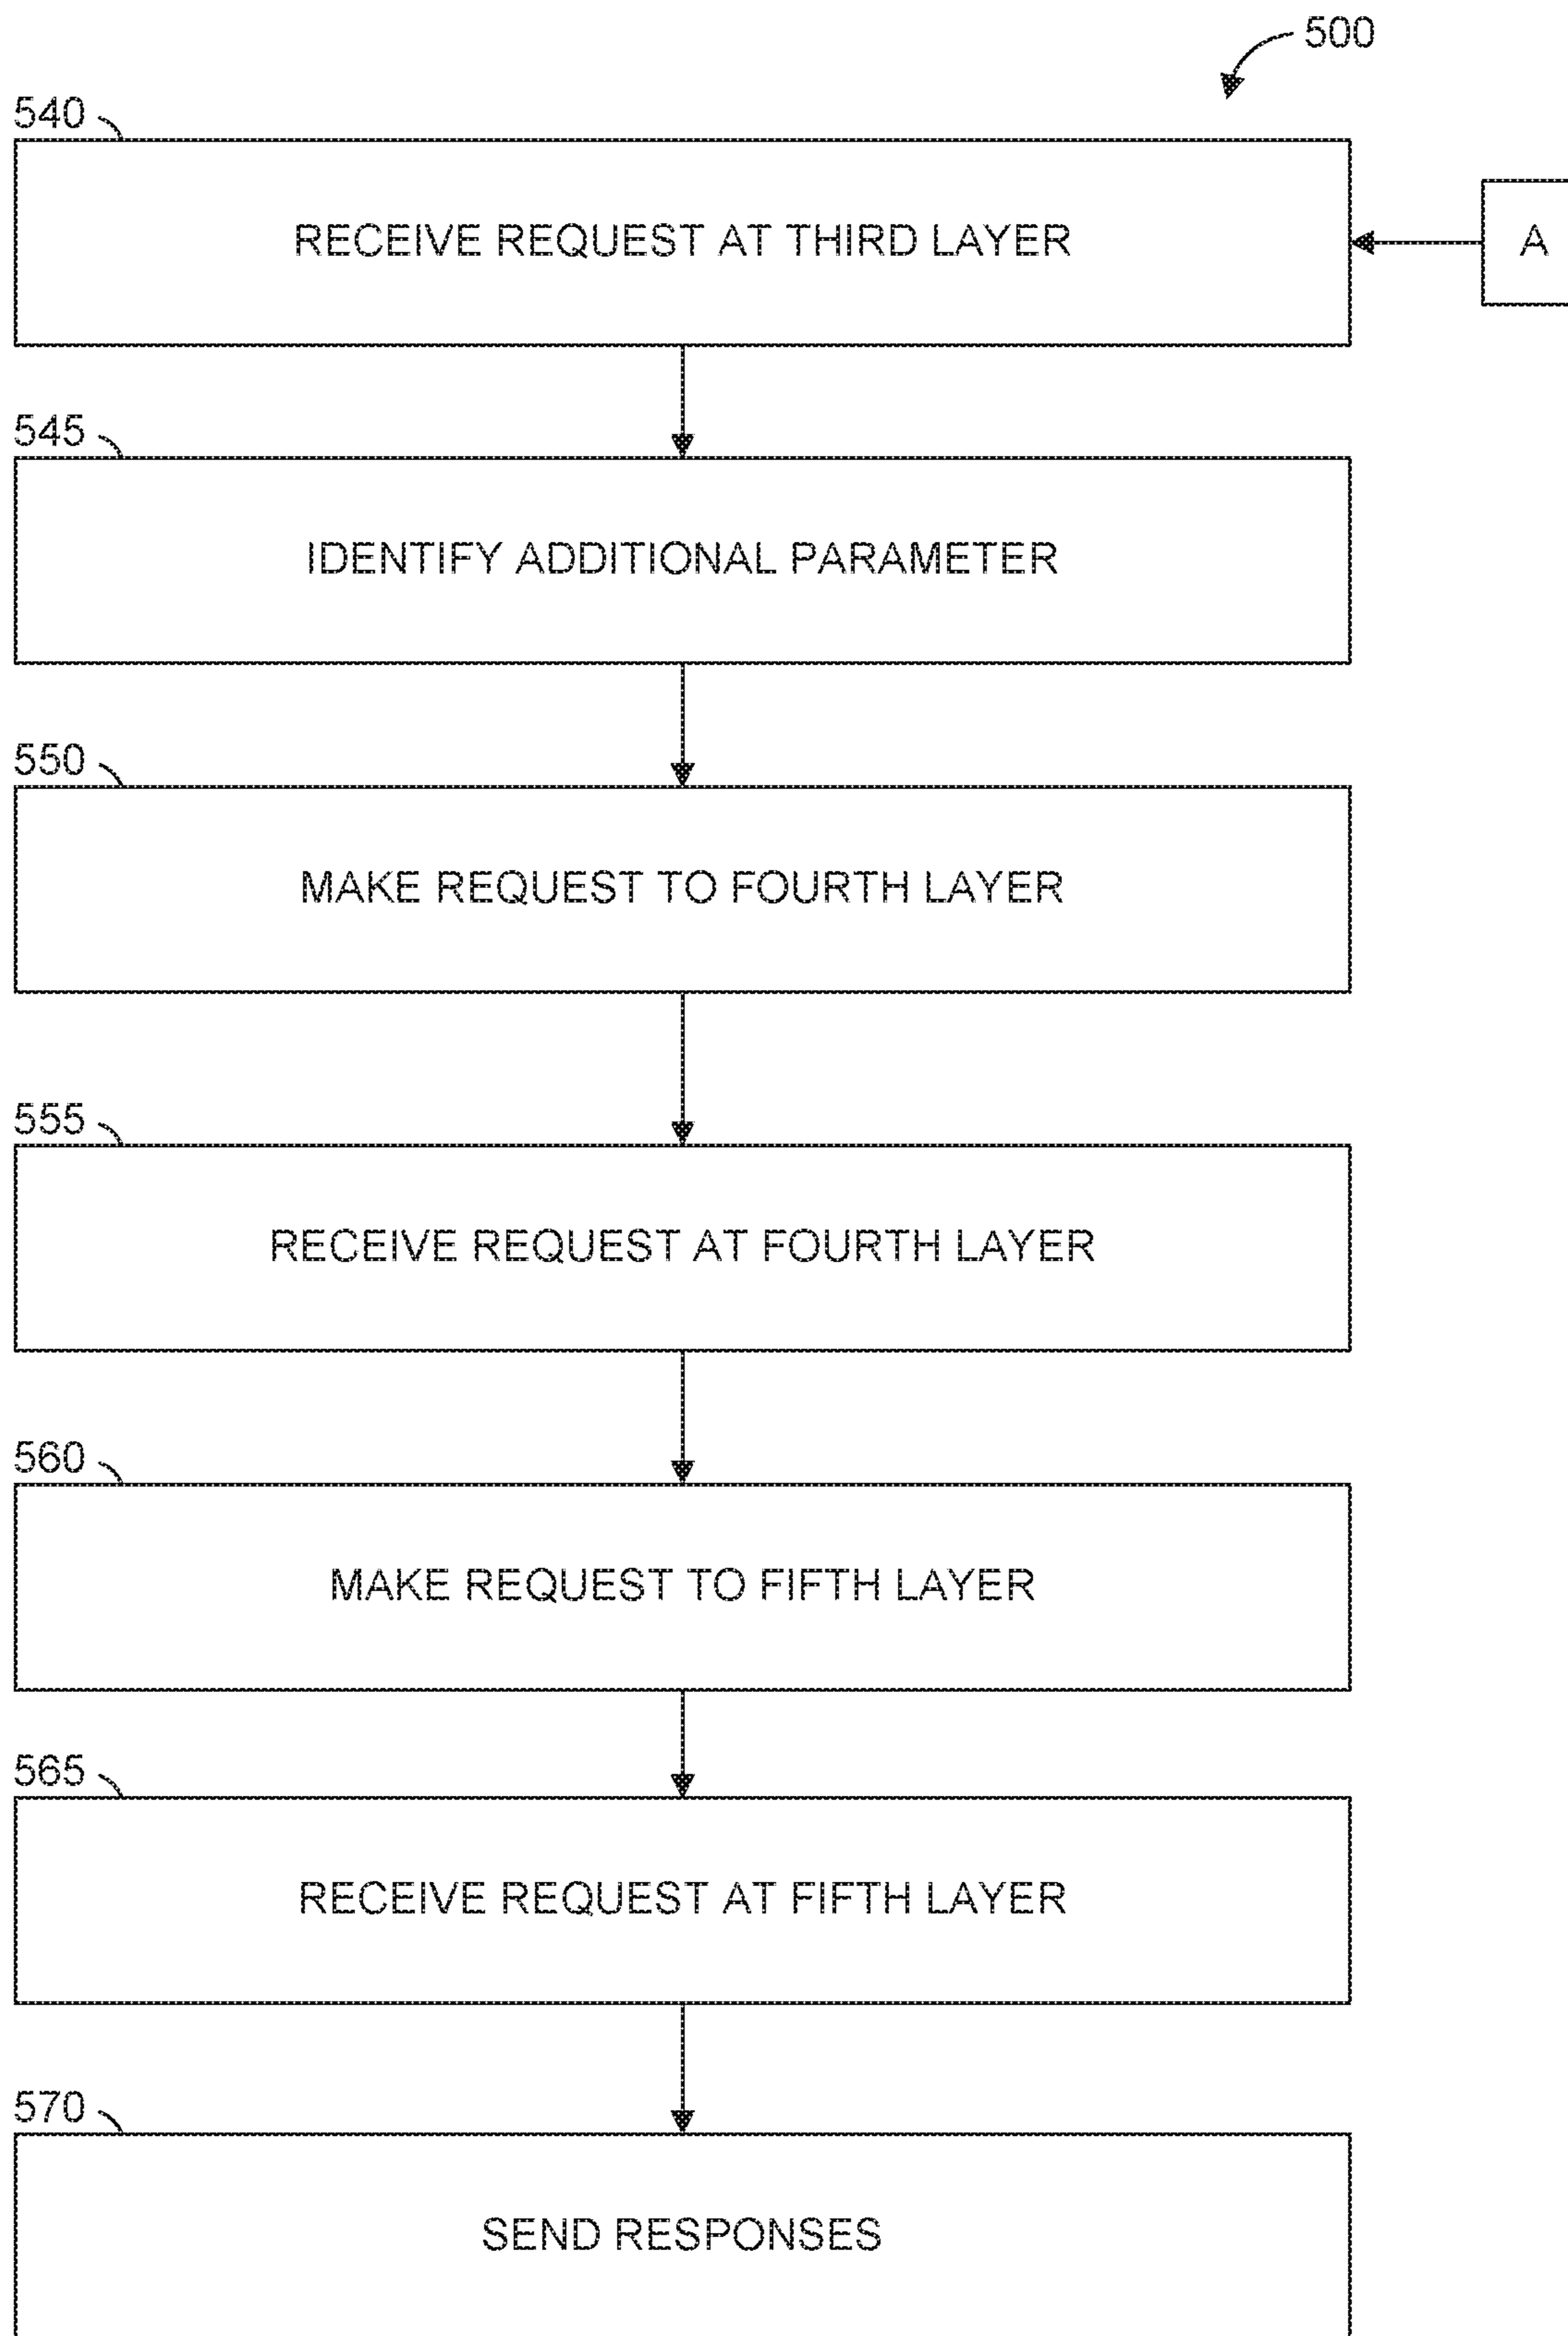 500
540
RECEIVE REQUEST AT THIRD LAYER
A
545
IDENTIFY ADDITIONAL PARAMETER
550
MAKE REQUEST TO FOURTH LAYER
555
RECEIVE REQUEST AT FOURTH LAYER
560
MAKE REQUEST TO FIFTH LAYER
565
RECEIVE REQUEST AT FIFTH LAYER
570
SEND RESPONSES